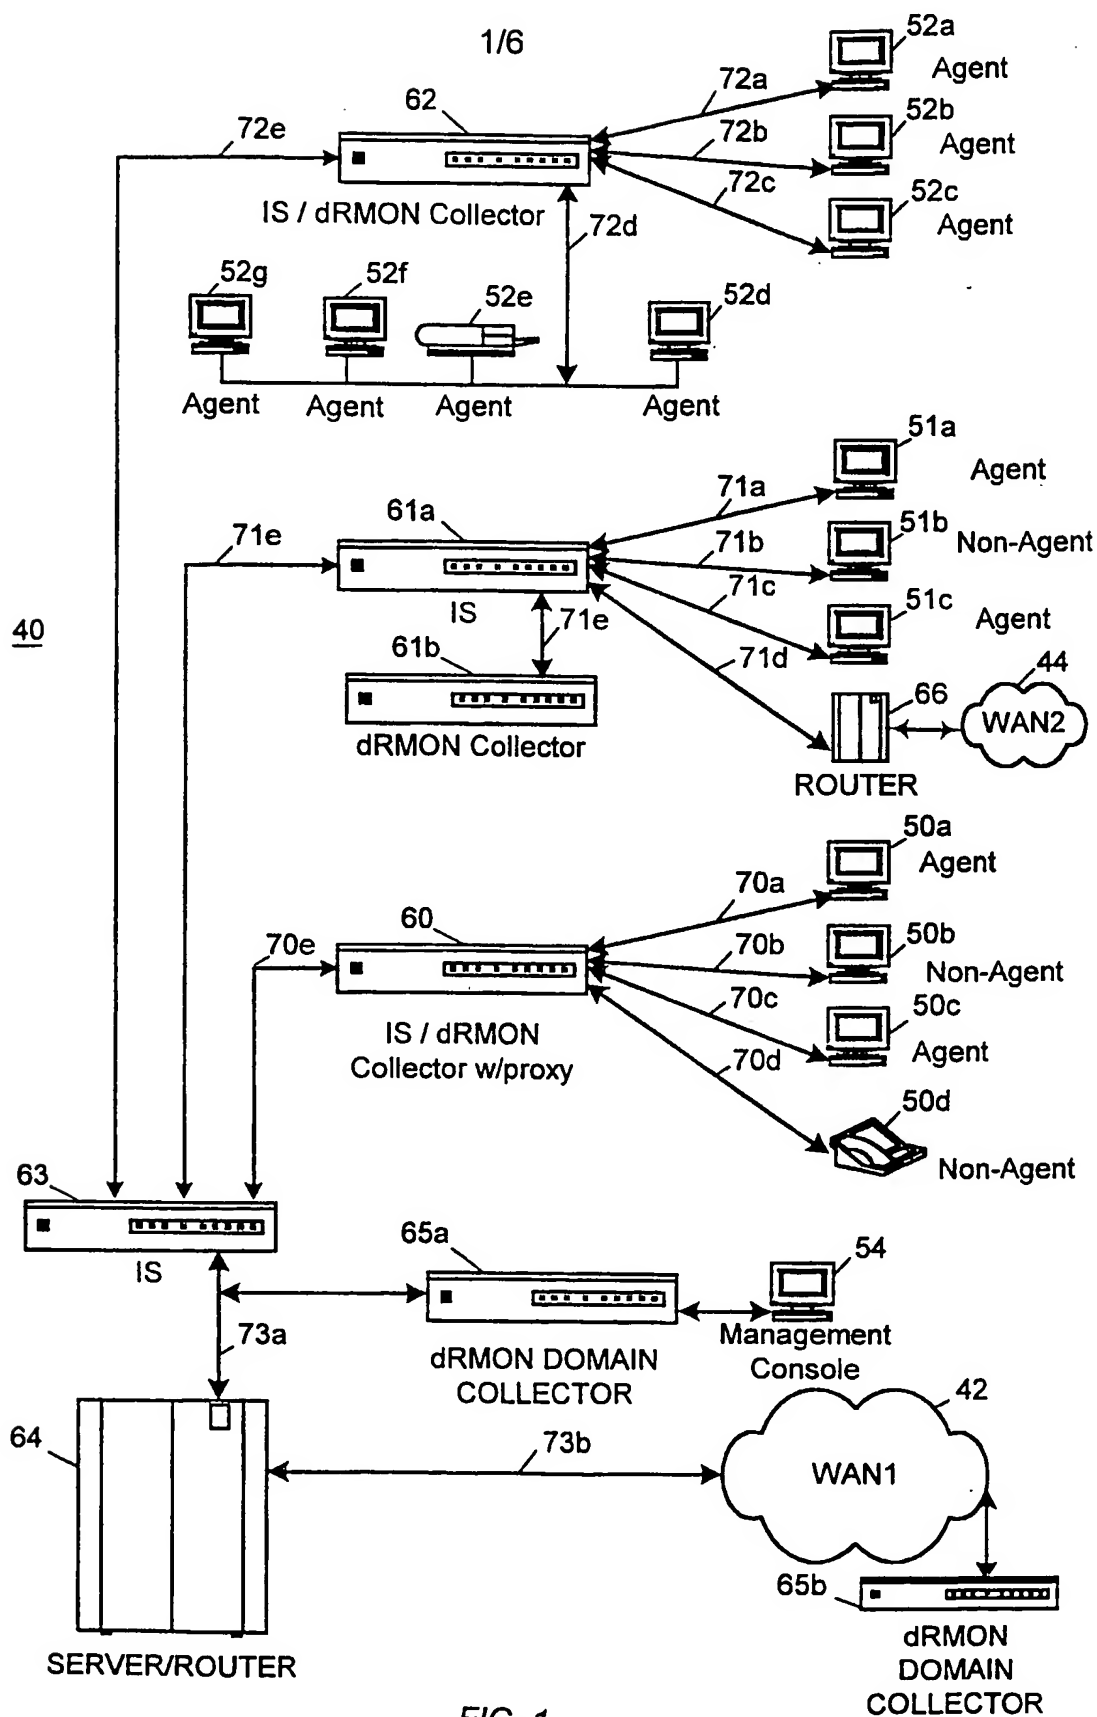 1/6
52a
Agent
72a
62
72e
72b
52b
Agent
72c
52c
Agent
IS / dRMON Collector
72d
52g
52f
52e
52d
Agent
Agent
Agent
Agent
51a
Agent
71a
61a
71e
71b
51b
Non-Agent
71c
51c
Agent
IS
71e
40
61b
71d
66
44
WAN2
dRMON Collector
ROUTER
50a
Agent
70a
60
70e
70b
50b
Non-Agent
70c
50c
Agent
IS / dRMON
Collector w/proxy
70d
50d
Non-Agent
63
IS
65a
54
73a
Management
Console
dRMON DOMAIN
COLLECTOR
42
64
73b
WAN1
65b
SERVER/ROUTER
dRMON
DOMAIN
COLLECTOR
FIG. 1